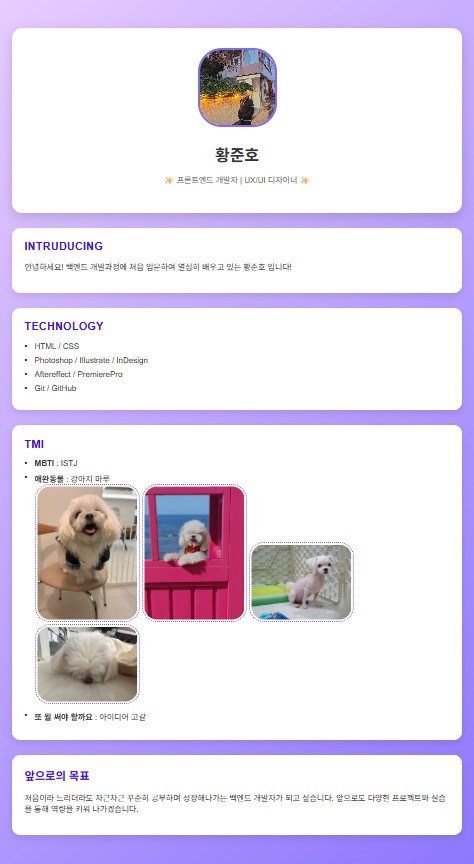 황준호
✨ 프론트엔드 개발자 | UX/UI 디자이너 ✨
INTRUDUCING
안녕하세요! 백엔드 개발과정에 처음 입문하여 열심히 배우고 있는 황준호 입니다!
TECHNOLOGY
• HTML / CSS
• Photoshop / Illustrate / InDesign
• Aftereffect / PremierePro
• Git / GitHub
TMI
• MBTI : ISTJ
• 애완동물 : 강아지 마루
• 또 뭘 써야 할까요 : 아이디어 고갈
앞으로의 목표
처음이라 느리더라도 차근차근 꾸준히 공부하며 성장해나가는 백엔드 개발자가 되고 싶습니다. 앞으로도 다양한 프로젝트와 실습
을 통해 역량을 키워 나가겠습니다.